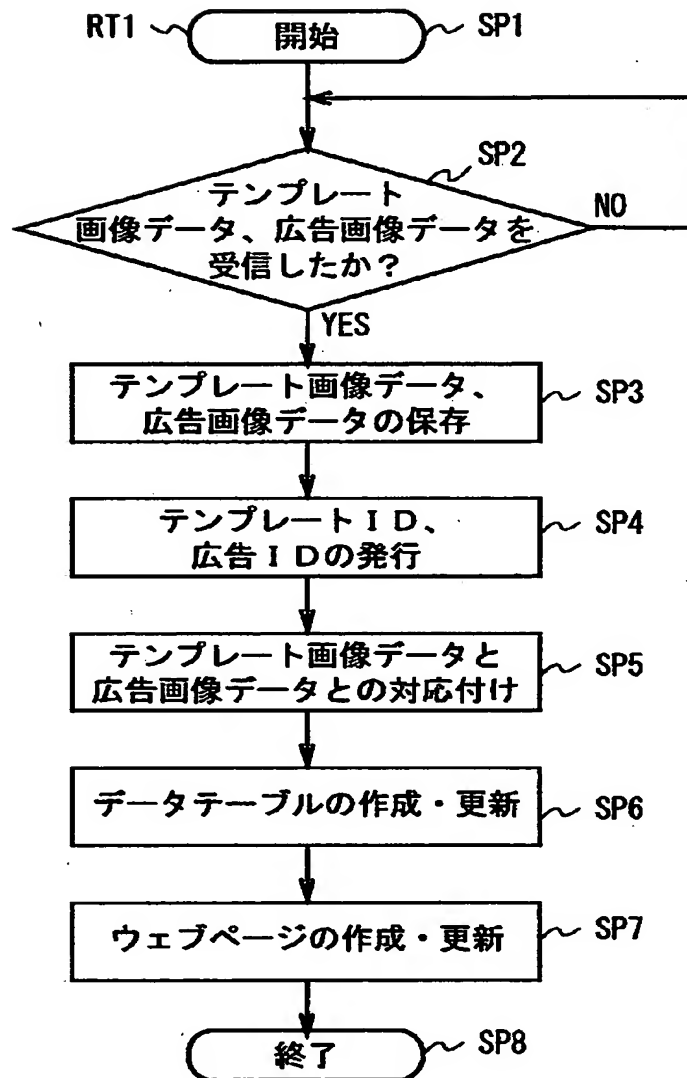 RT1 開始 SP1
SP2
テンプレート
画像データ、広告画像データを
受信したか？
NO
YES
テンプレート画像データ、
広告画像データの保存
SP3
テンプレートＩＤ、
広告ＩＤの発行
SP4
テンプレート画像データと
広告画像データとの対応付け
SP5
データテーブルの作成・更新
SP6
ウェブページの作成・更新
SP7
終了
SP8